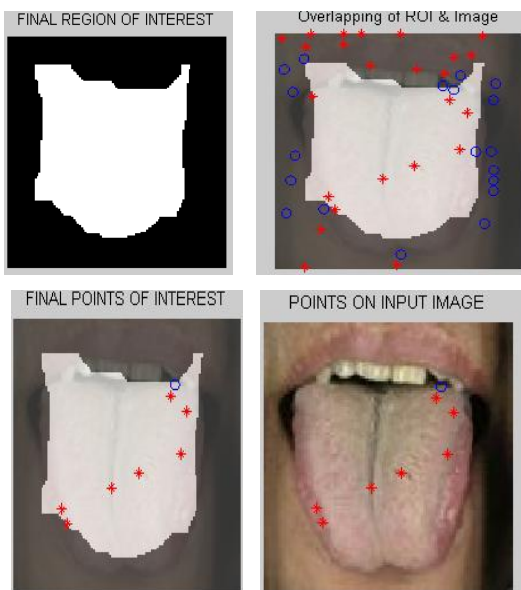 FINAL REGION OF INTEREST
Overlapping of ROI & Image
FINAL POINTS OF INTEREST
POINTS ON INPUT IMAGE